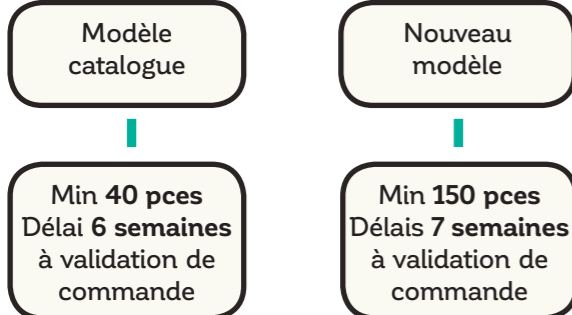 Modèle
catalogue
Nouveau
modèle
Min 40 pces
Délai 6 semaines
à validation de
commande
Min 150 pces
Délais 7 semaines
à validation de
commande